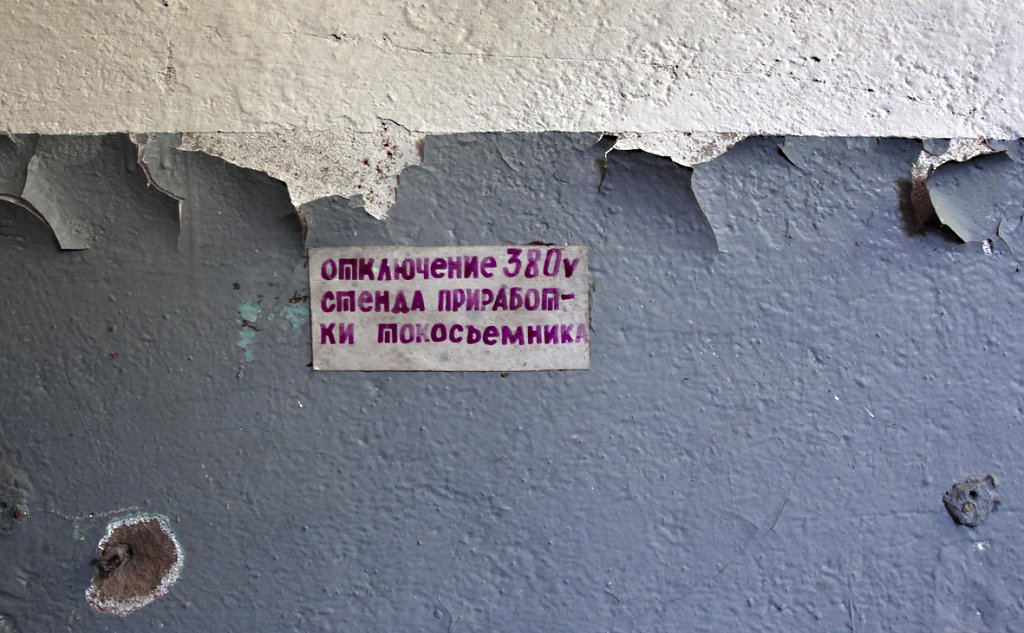 отключение 380v
стенда приработ-
ки токосъемника